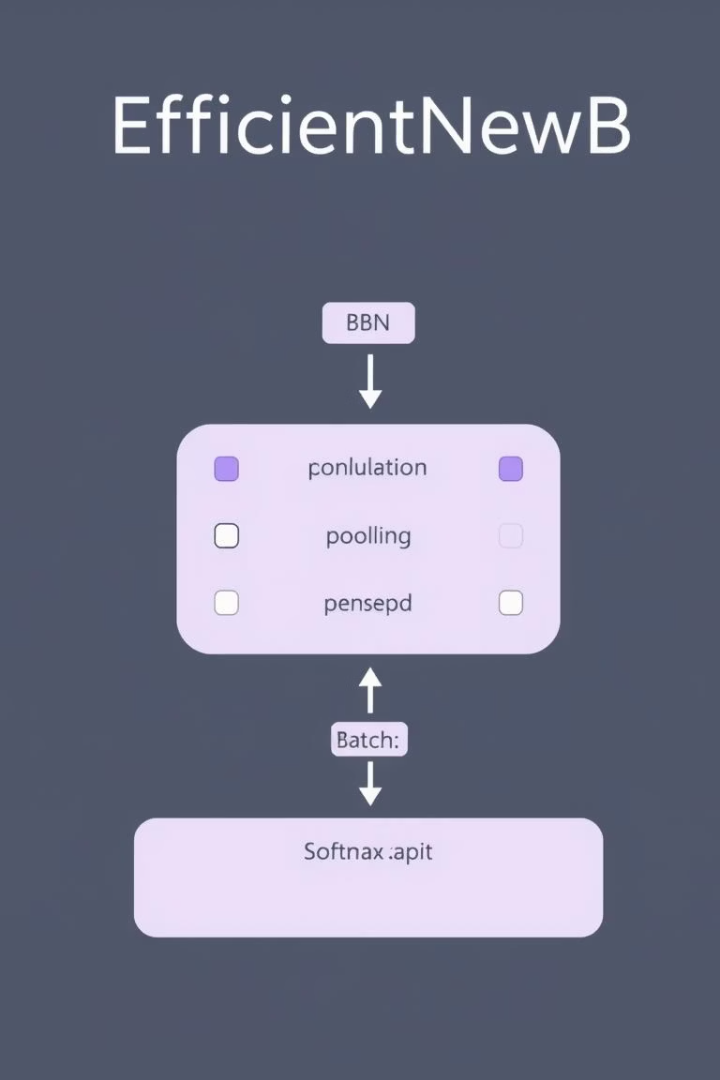 EfficientNewB
BBN
ponlulation
poolling
pensepd
Batch:
Softnax .apit